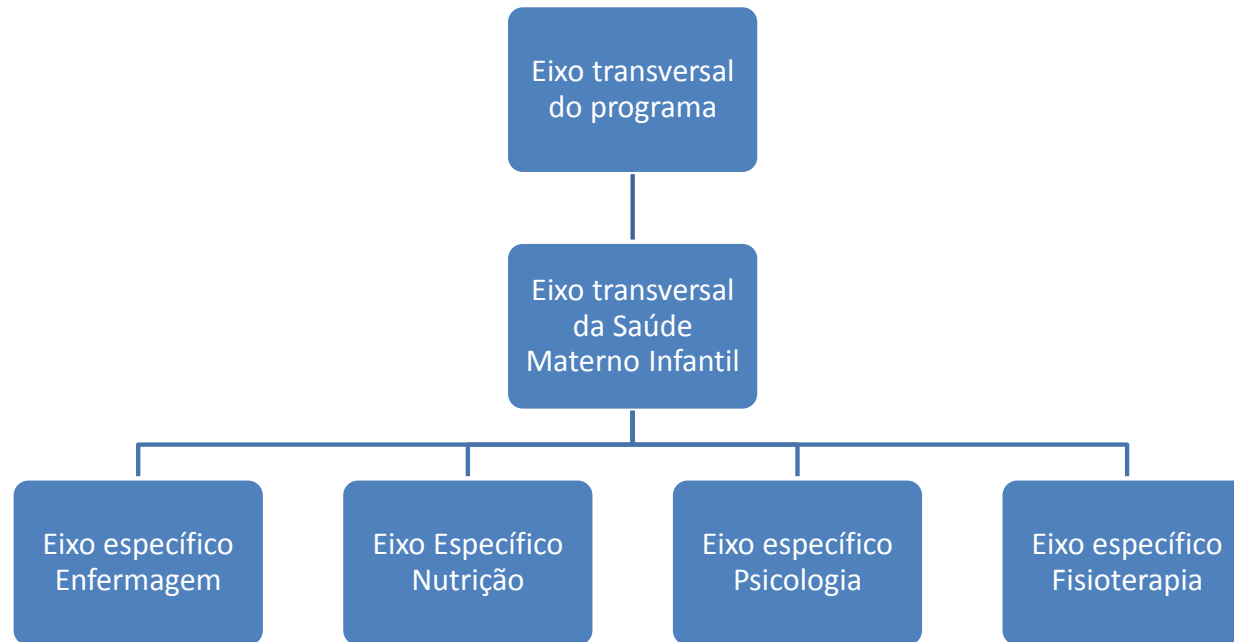 Eixo transversal
do programa
Eixo transversal
da Saúde
Materno Infantil
Eixo específico
Enfermagem
Eixo Específico
Nutrição
Eixo específico
Psicologia
Eixo específico
Fisioterapia